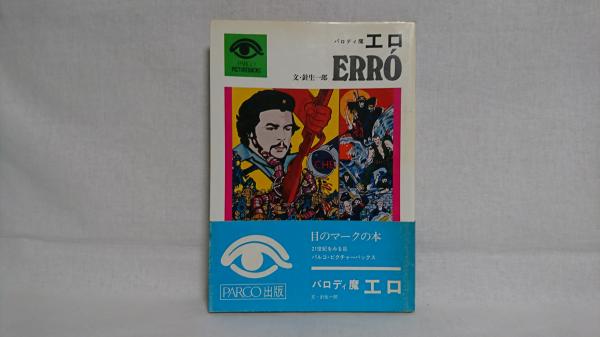 PARCO
PICTUREBACKS
パロディ魔 エロ
文・針生一郎
ERRÓ
CHE
目のマークの本
21世紀をみる目
パルコ・ピクチャーバックス
PARCO出版
パロディ魔 エロ
文・針生一郎